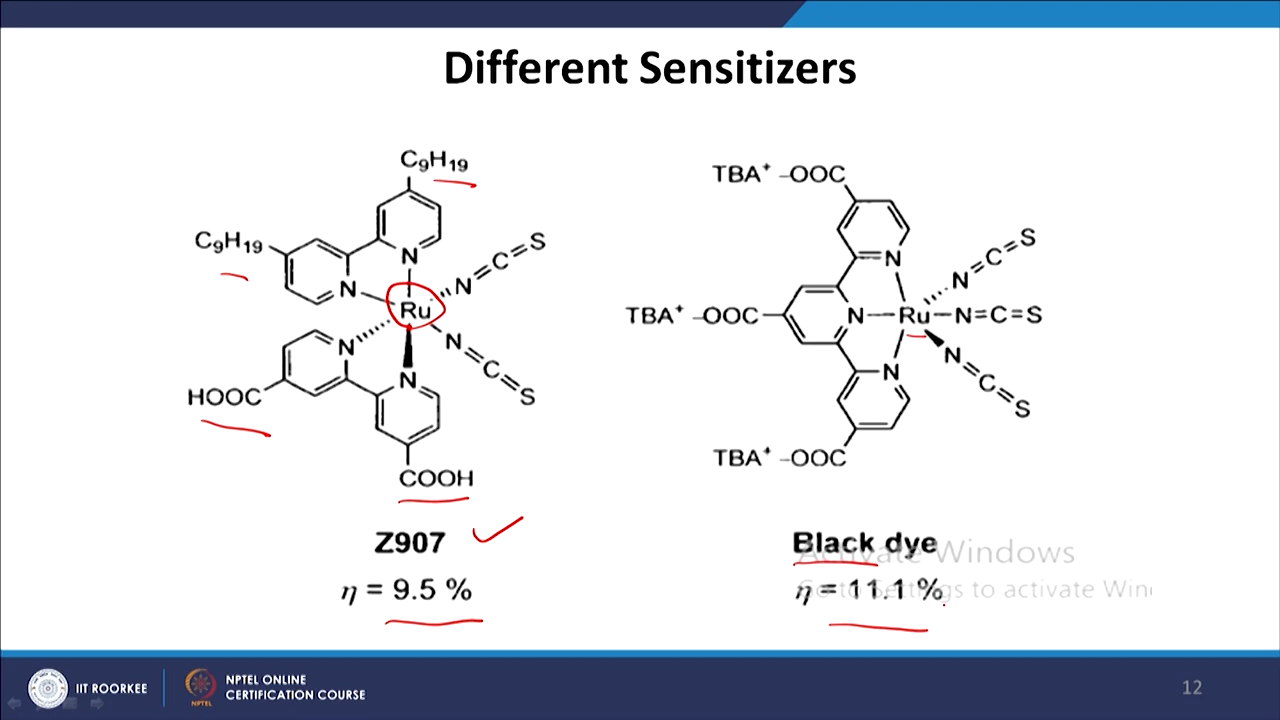 Different Sensitizers
C₉H₁₉
C₉H₁₉
N
N
Ru
N=C=S
N=C=S
N
N
HOOC
COOH
Z907
η = 9.5 %
TBA⁺ –OOC
TBA⁺ –OOC
TBA⁺ –OOC
N
N
N
Ru
N=C=S
N=C=S
N=C=S
Black dye
η = 11.1 %
Activate Windows
Go to Settings to activate Win
IIT ROORKEE
NPTEL
NPTEL ONLINE
CERTIFICATION COURSE
12